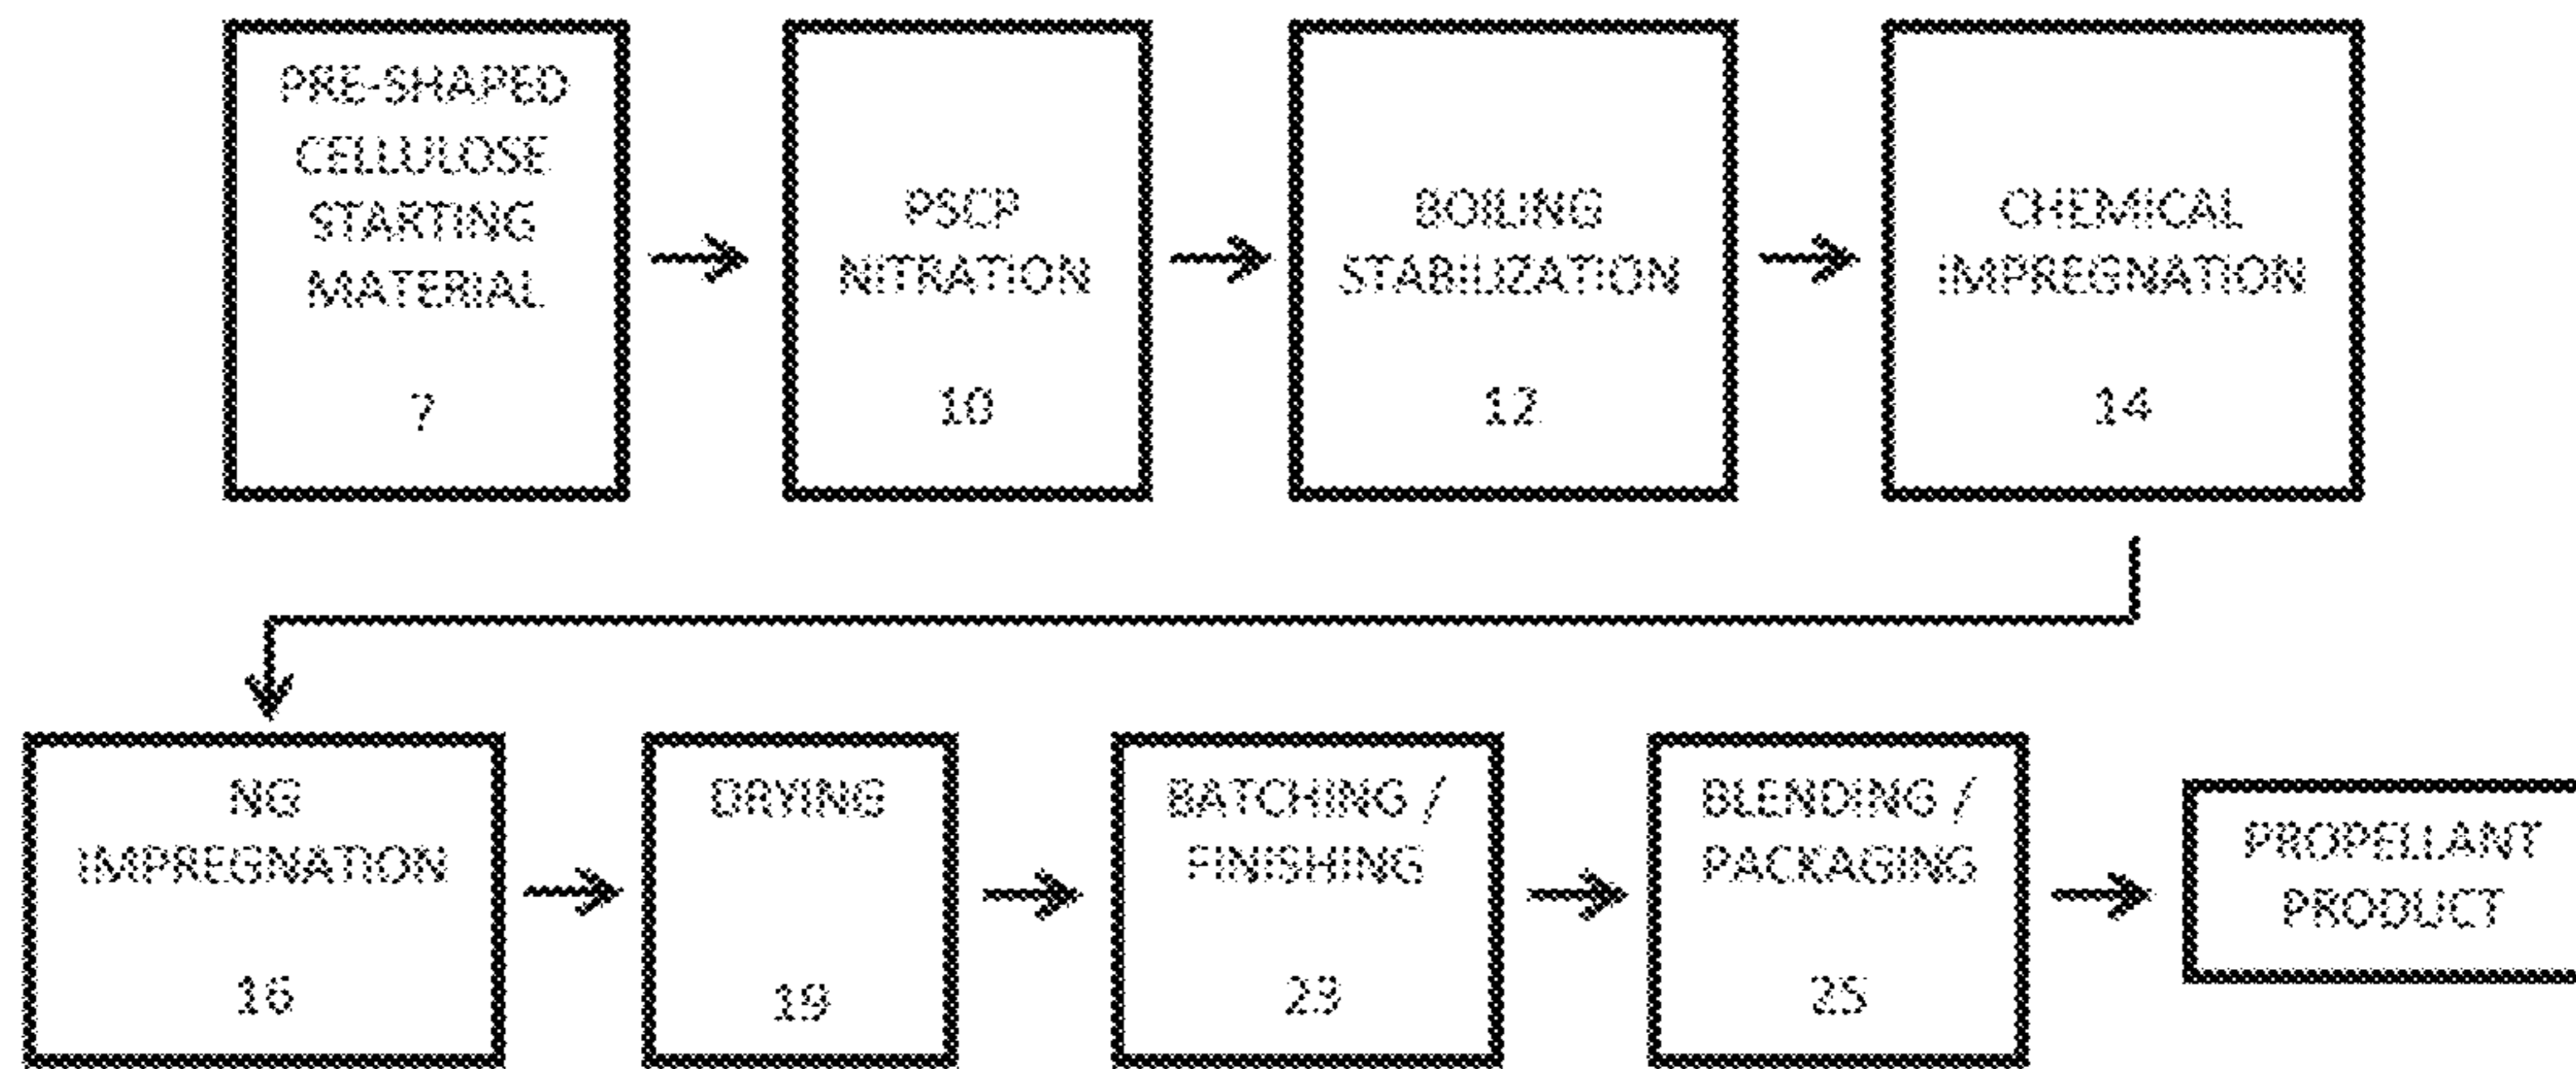 PRE-SHAPED
CELLULOSE
STARTING
MATERIAL
7
PSCP
NITRATION
10
BOILING
STABILIZATION
12
CHEMICAL
IMPREGNATION
14
NG
IMPREGNATION
16
DRYING
19
BATCHING /
FINISHING
23
BLENDING /
PACKAGING
25
PROPELLANT
PRODUCT